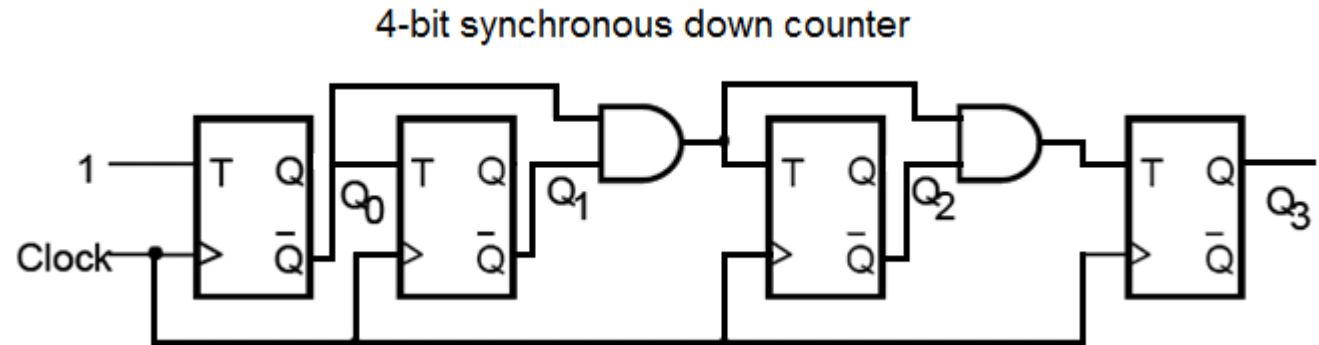 4-bit synchronous down counter
1 T Q Q0 T Q Q1 T Q Q2 T Q Q3
Clock Q̅ Q̅ Q̅ Q̅